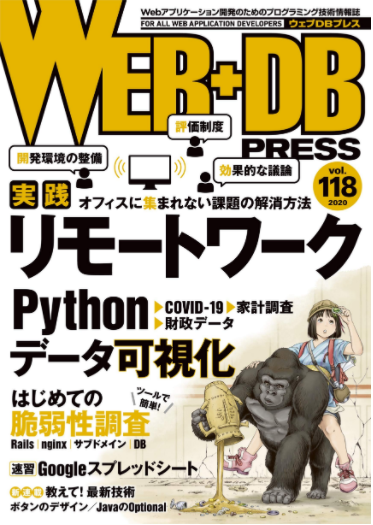 Webアプリケーション開発のためのプログラミング技術情報誌
FOR ALL WEB APPLICATION DEVELOPERS ウェブDBプレス
WEB+DB
PRESS
vol.
118
2020
評価制度
開発環境の整備
効果的な議論
実践 オフィスに集まれない課題の解消方法
リモートワーク
Python ▶COVID-19▶家計調査
▶財政データ
データ可視化
はじめての
脆弱性調査
ツールで
簡単!
Rails|nginx|サブドメイン|DB
速習 Googleスプレッドシート
新連載 教えて!最新技術
ボタンのデザイン/JavaのOptional